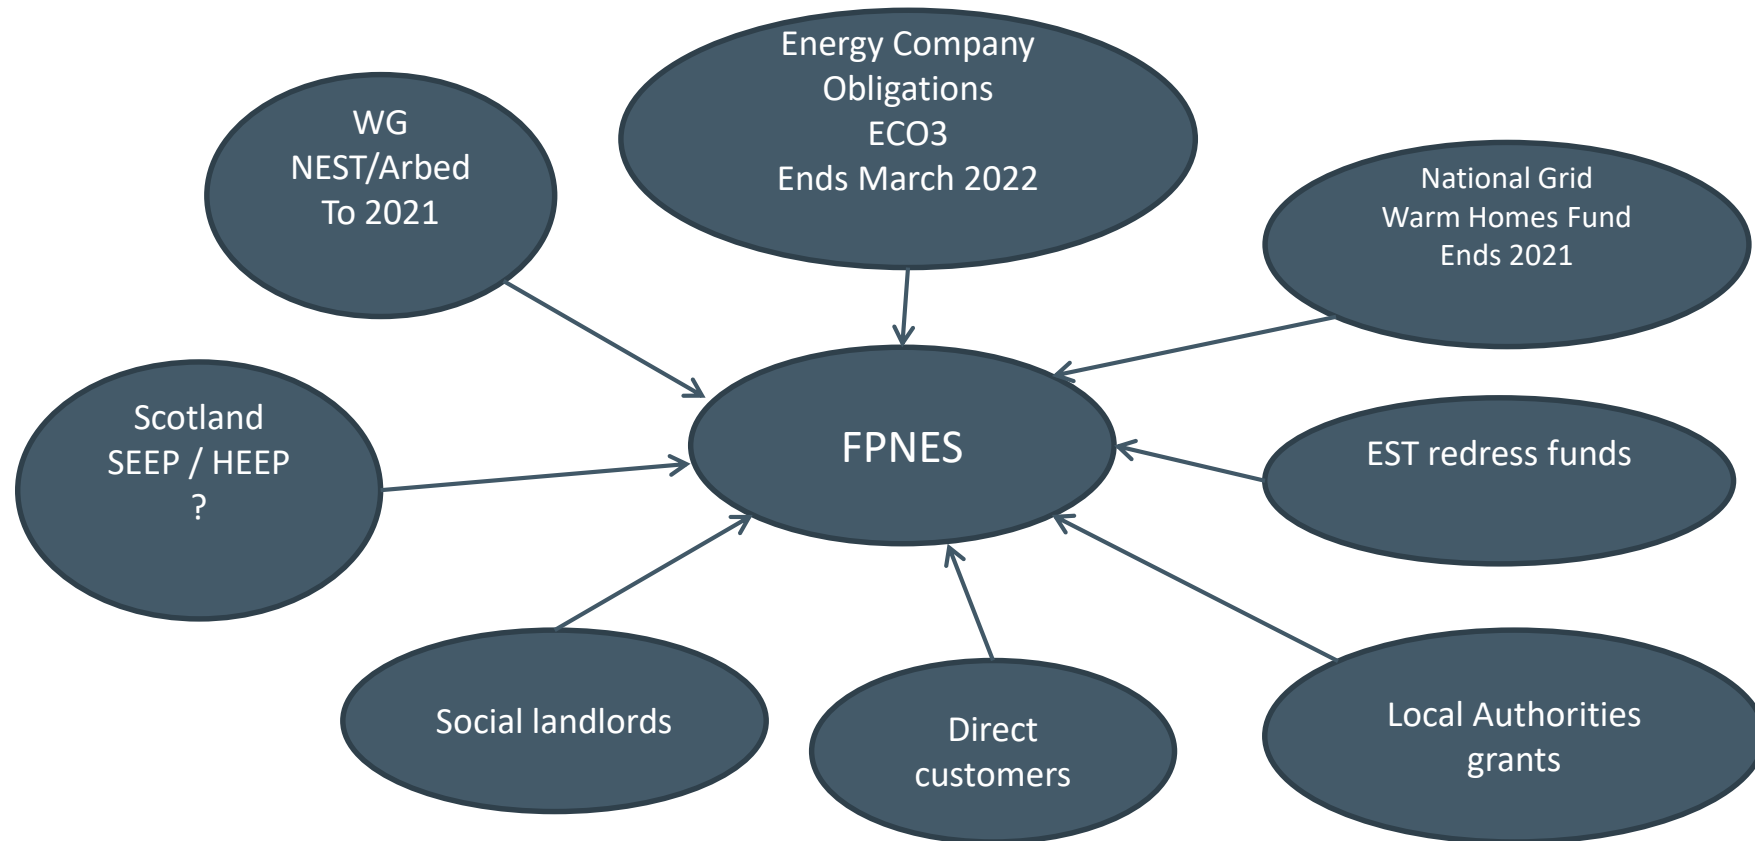 Energy Company
Obligations
ECO3
Ends March 2022
WG
NEST/Arbed
To 2021
National Grid
Warm Homes Fund
Ends 2021
Scotland
SEEP / HEEP
?
FPNES
EST redress funds
Social landlords
Direct
customers
Local Authorities
grants